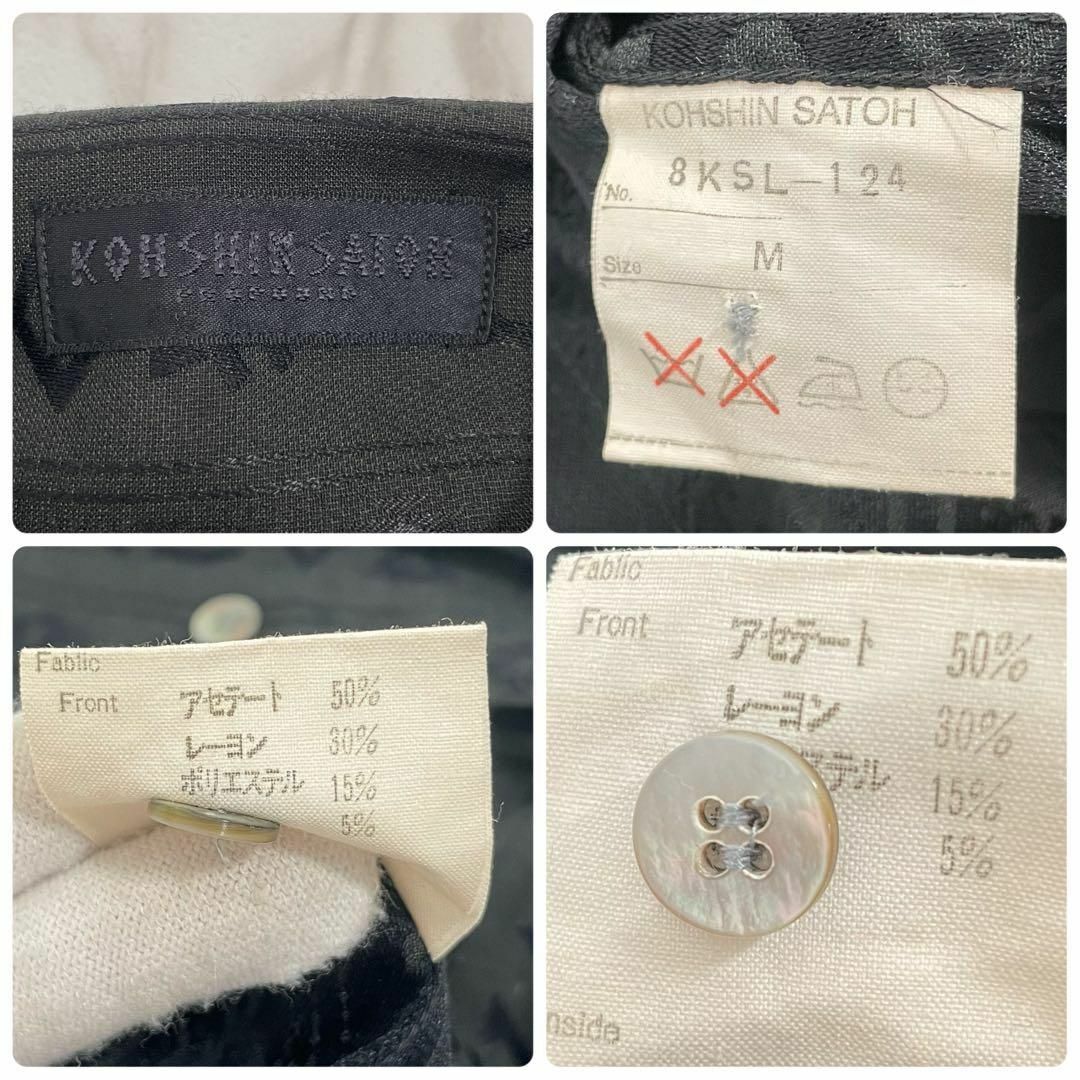 KOHSHIN SATOH
KOHSHIN SATOH
No. 8KSL-124
Size M
Fablic
Front アセテート 50%
レーヨン 30%
ポリエステル 15%
5%
Fablic
Front アセテート 50%
レーヨン 30%
ステル 15%
5%
nside